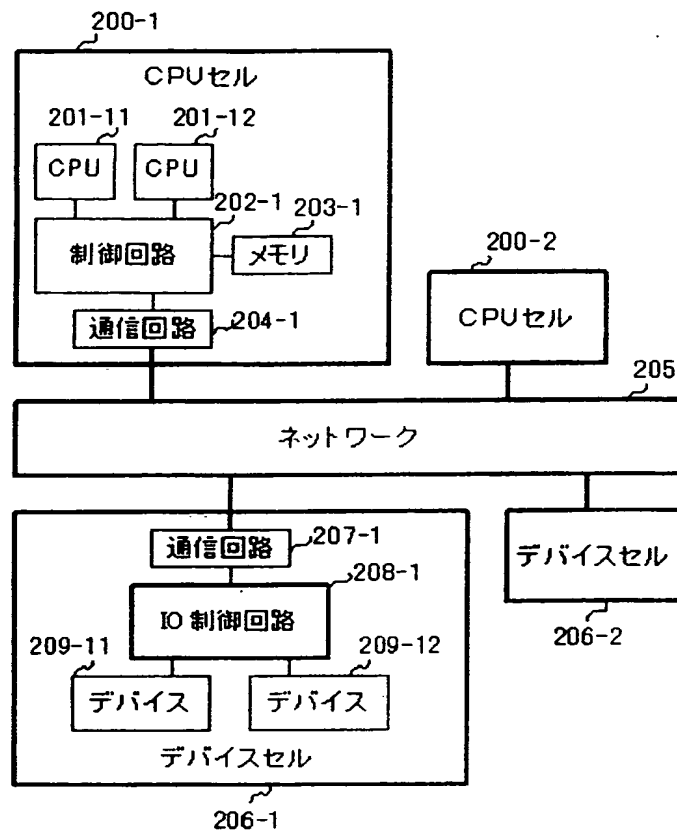 200-1
CPUセル
201-11
201-12
CPU
CPU
202-1
203-1
制御回路
メモリ
通信回路
204-1
200-2
CPUセル
205
ネットワーク
通信回路
207-1
208-1
IO 制御回路
209-11
209-12
デバイス
デバイス
デバイスセル
206-1
デバイスセル
206-2